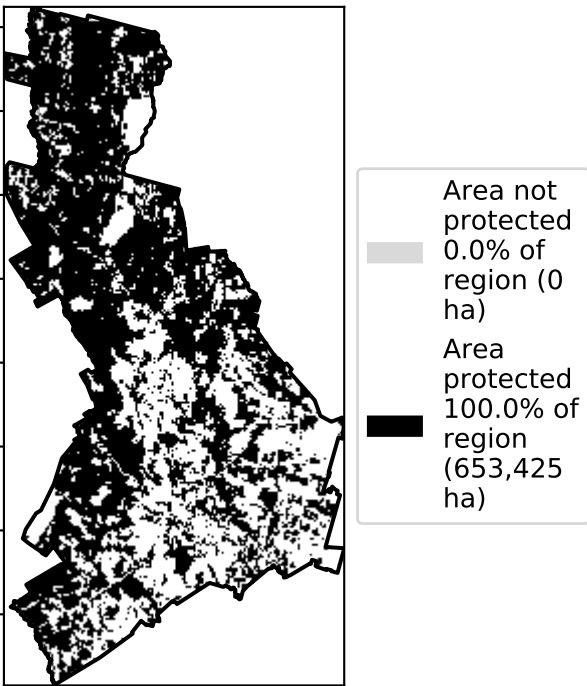 Area not
protected
0.0% of
region (0
ha)
Area
protected
100.0% of
region
(653,425
ha)